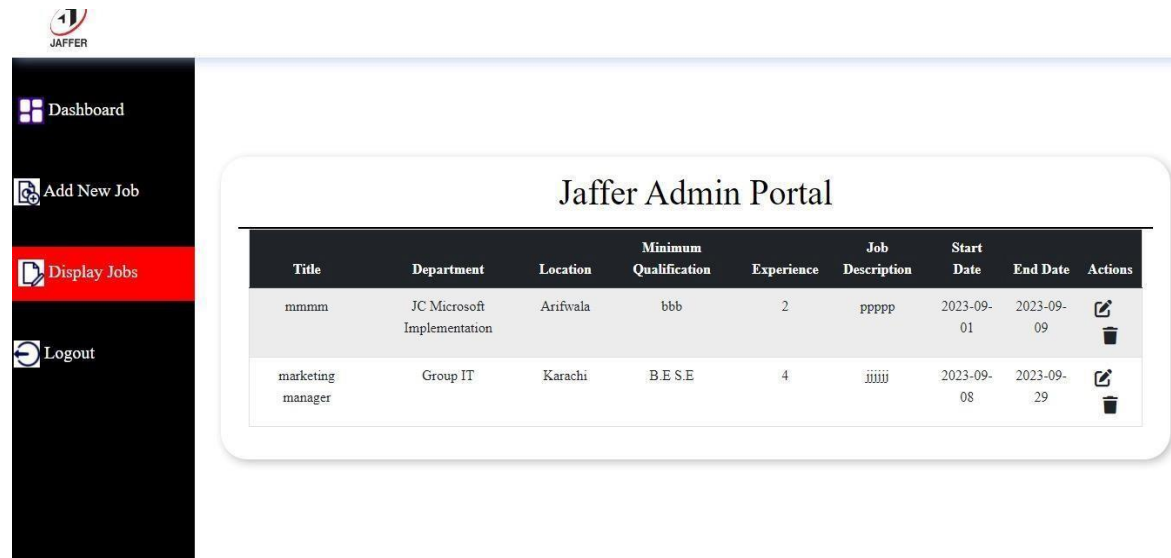 JAFFER
Dashboard
Add New Job
Display Jobs
Logout
Jaffer Admin Portal
Title Department Location Minimum Qualification Experience Job Description Start Date End Date Actions
mmmm JC Microsoft Implementation Arifwala bbb 2 ppppp 2023-09-01 2023-09-09
marketing manager Group IT Karachi B.E S.E 4 jjjjjj 2023-09-08 2023-09-29